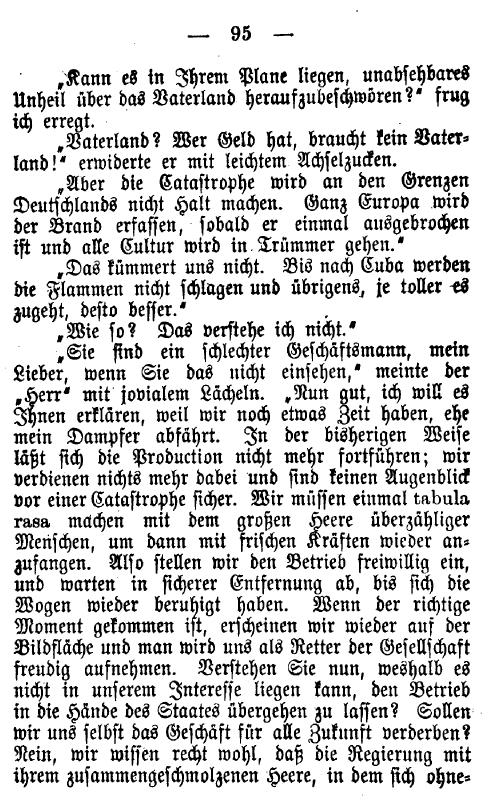 — 95 —
„Kann es in Ihrem Plane liegen, unabsehbares
Unheil über das Vaterland heraufzubeschwören?“ frug
ich erregt.
„Vaterland? Wer Geld hat, braucht kein Vater-
land!“ erwiderte er mit leichtem Achselzucken.
„Aber die Catastrophe wird an den Grenzen
Deutschlands nicht Halt machen. Ganz Europa wird
der Brand erfassen, sobald er einmal ausgebrochen
ist und alle Cultur wird in Trümmer gehen.“
„Das kümmert uns nicht. Bis nach Cuba werden
die Flammen nicht schlagen und übrigens, je toller es
zugeht, desto besser.“
„Wie so? Das verstehe ich nicht.“
„Sie sind ein schlechter Geschäftsmann, mein
Lieber, wenn Sie das nicht einsehen,“ meinte der
„Herr“ mit jovialem Lächeln. „Nun gut, ich will es
Ihnen erklären, weil wir noch etwas Zeit haben, ehe
mein Dampfer abfährt. In der bisherigen Weise
läßt sich die Production nicht mehr fortführen; wir
verdienen nichts mehr dabei und sind keinen Augenblick
vor einer Catastrophe sicher. Wir müssen einmal tabula
rasa machen mit dem großen Heere überzähliger
Menschen, um dann mit frischen Kräften wieder an-
zufangen. Also stellen wir den Betrieb freiwillig ein,
und warten in sicherer Entfernung ab, bis sich die
Wogen wieder beruhigt haben. Wenn der richtige
Moment gekommen ist, erscheinen wir wieder auf der
Bildfläche und man wird uns als Retter der Gesellschaft
freudig aufnehmen. Verstehen Sie nun, weshalb es
nicht in unserem Interesse liegen kann, den Betrieb
in die Hände des Staates übergehen zu lassen? Sollen
wir uns selbst das Geschäft für alle Zukunft verderben?
Nein, wir wissen recht wohl, daß die Regierung mit
ihrem zusammengeschmolzenen Heere, in dem sich ohne-